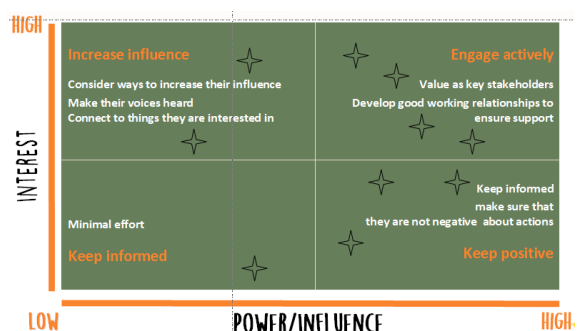 HIGH
Increase influence
Consider ways to increase their influence
Make their voices heard
Connect to things they are interested in
Engage actively
Value as key stakeholders
Develop good working relationships to
ensure support
INTEREST
Minimal effort
Keep informed
Keep informed
make sure that
they are not negative about actions
Keep positive
LOW
POWER/INFLUENCE
HIGH